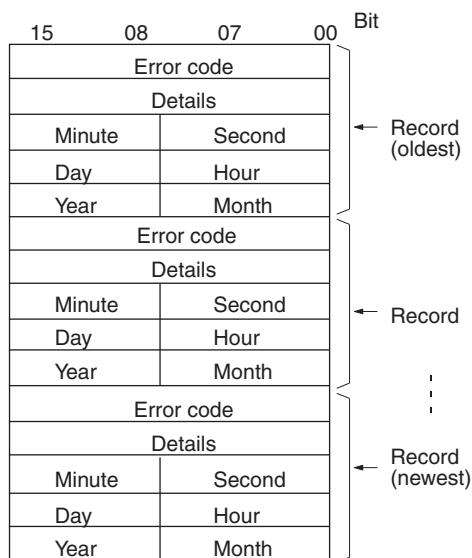 15 08 07 00 Bit
Error code
Details
Minute Second
Day Hour
Year Month
Record
(oldest)
Error code
Details
Minute Second
Day Hour
Year Month
Record
Error code
Details
Minute Second
Day Hour
Year Month
Record
(newest)